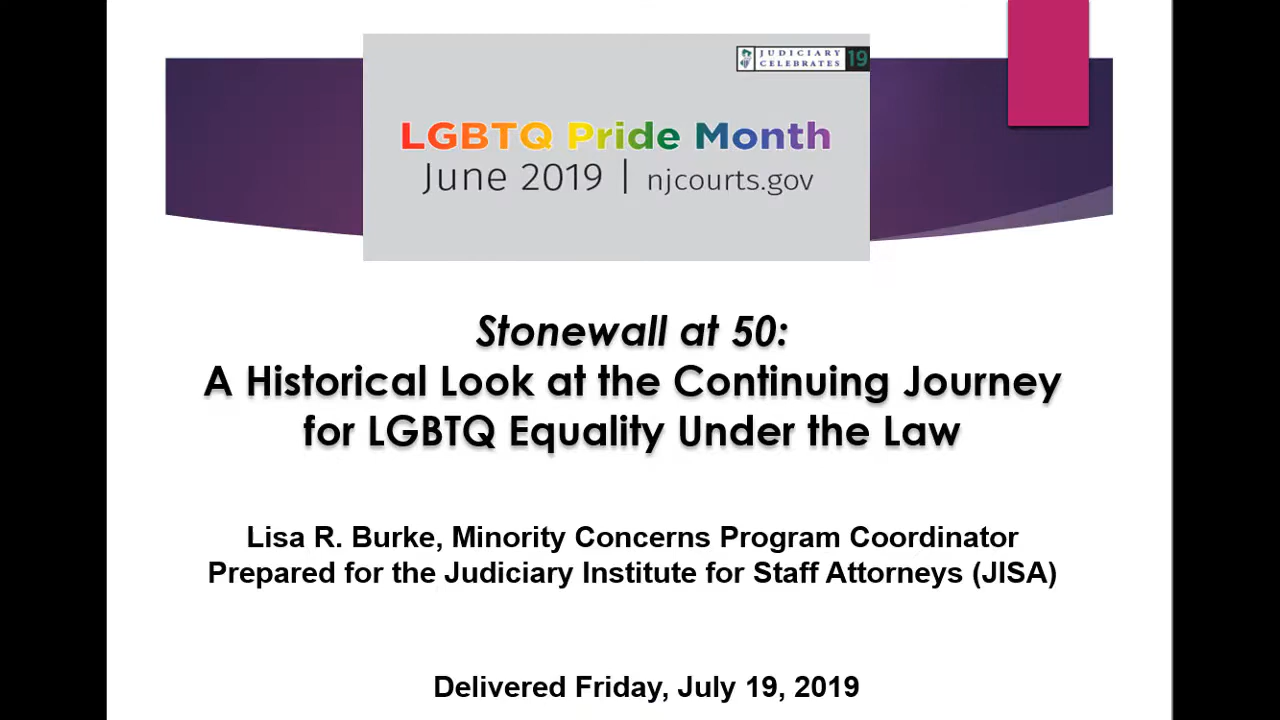 JUDICIARY
CELEBRATES 19
LGBTQ Pride Month
June 2019 | njcourts.gov
Stonewall at 50:
A Historical Look at the Continuing Journey
for LGBTQ Equality Under the Law
Lisa R. Burke, Minority Concerns Program Coordinator
Prepared for the Judiciary Institute for Staff Attorneys (JISA)
Delivered Friday, July 19, 2019